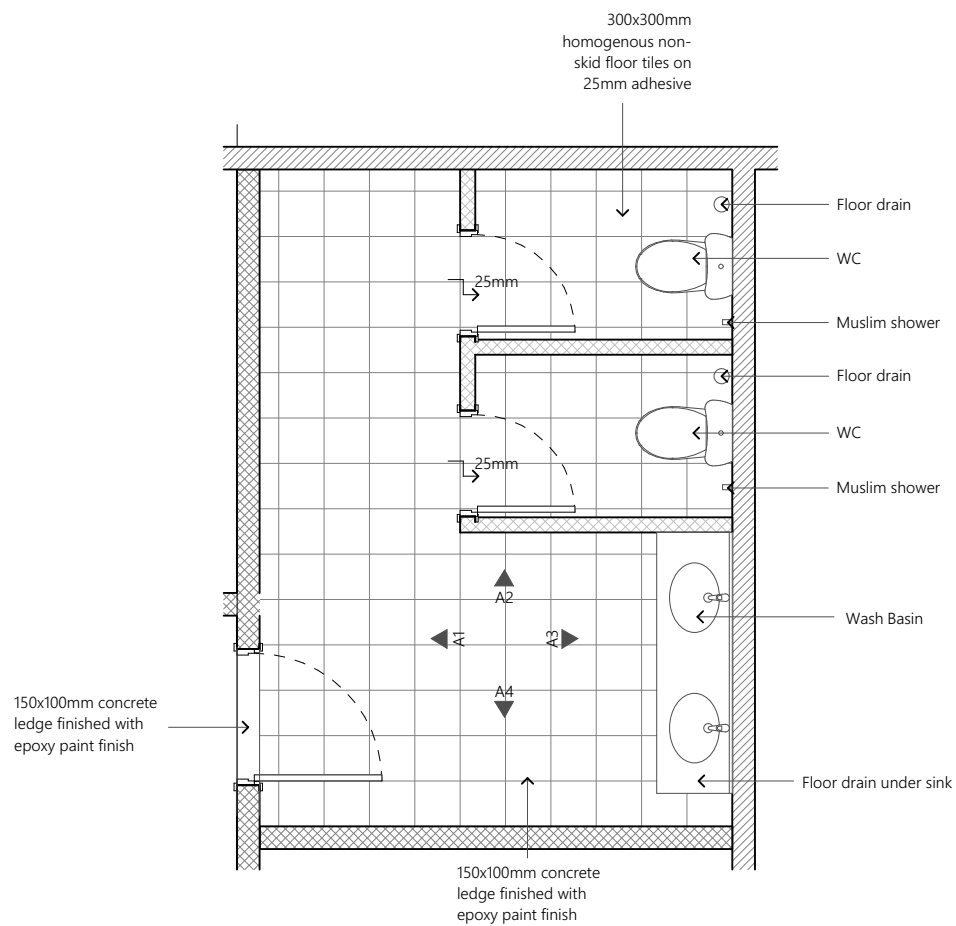 300x300mm
homogenous non-
skid floor tiles on
25mm adhesive
Floor drain
WC
25mm
Muslim shower
Floor drain
WC
25mm
Muslim shower
A2
Wash Basin
A1
A3
A4
150x100mm concrete
ledge finished with
epoxy paint finish
Floor drain under sink
150x100mm concrete
ledge finished with
epoxy paint finish